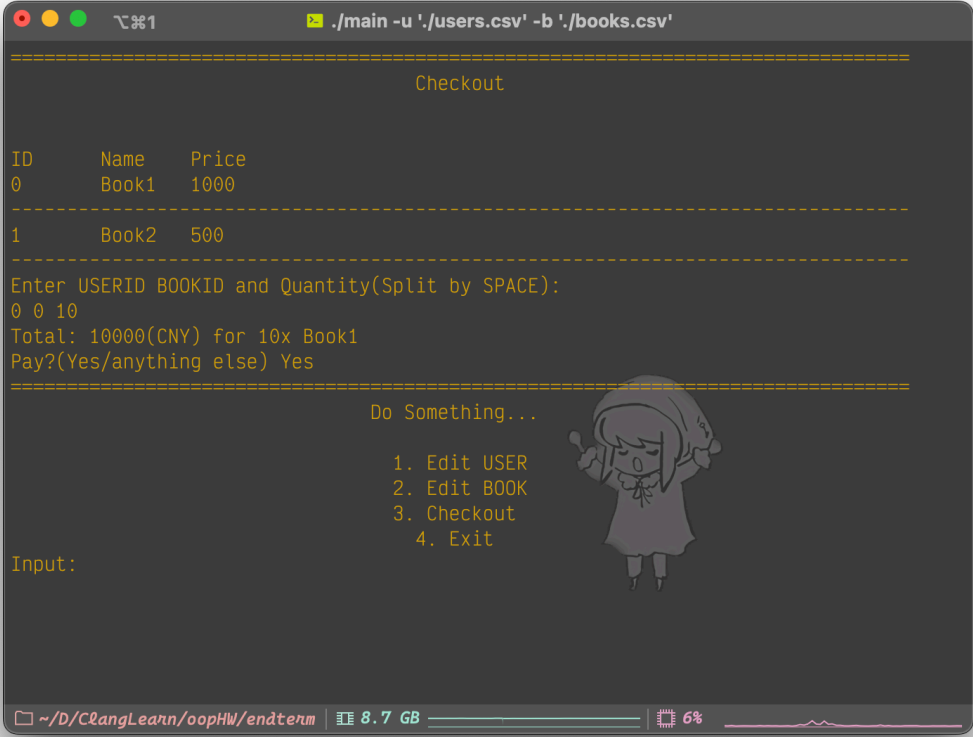 ⌥⌘1 ./main -u './users.csv' -b './books.csv'
================================================================================
Checkout
ID Name Price
0 Book1 1000
--------------------------------------------------------------------------------
1 Book2 500
--------------------------------------------------------------------------------
Enter USERID BOOKID and Quantity(Split by SPACE):
0 0 10
Total: 10000(CNY) for 10x Book1
Pay?(Yes/anything else) Yes
================================================================================
Do Something...
1. Edit USER
2. Edit BOOK
3. Checkout
4. Exit
Input:
~/D/ClangLearn/oopHW/endterm 8.7 GB 6%